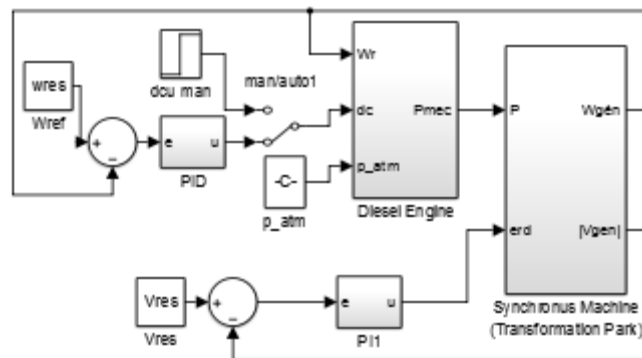 dcu man
man/auto1
wres
Wref
+
-
e
u
PID
-C-
p_atm
Wr
dc
p_atm
Pmec
Diesel Engine
P
erd
Wgén
|Vgen|
Synchronus Machine
(Transformation Park)
Vres
Vres
+
-
e
u
PI1